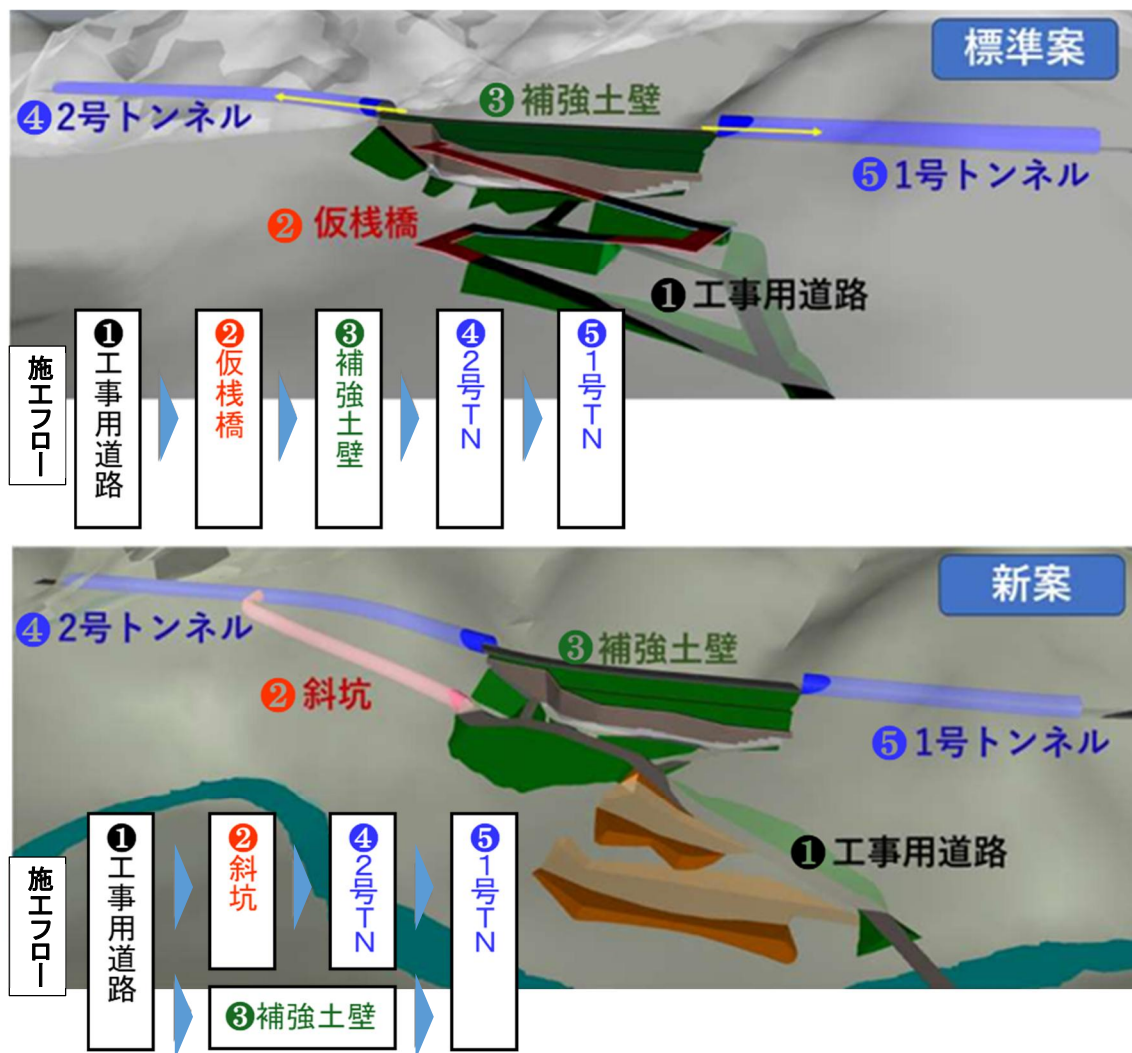 標準案
❹ 2号トンネル
❸ 補強土壁
❺ 1号トンネル
❷ 仮桟橋
❶ 工事用道路
施工フロー
❶工事用道路
❷仮桟橋
❸補強土壁
❹2号TN
❺1号TN
新案
❹ 2号トンネル
❸ 補強土壁
❷ 斜坑
❺ 1号トンネル
❶ 工事用道路
施工フロー
❶工事用道路
❷斜坑
❹2号TN
❺1号TN
❸補強土壁